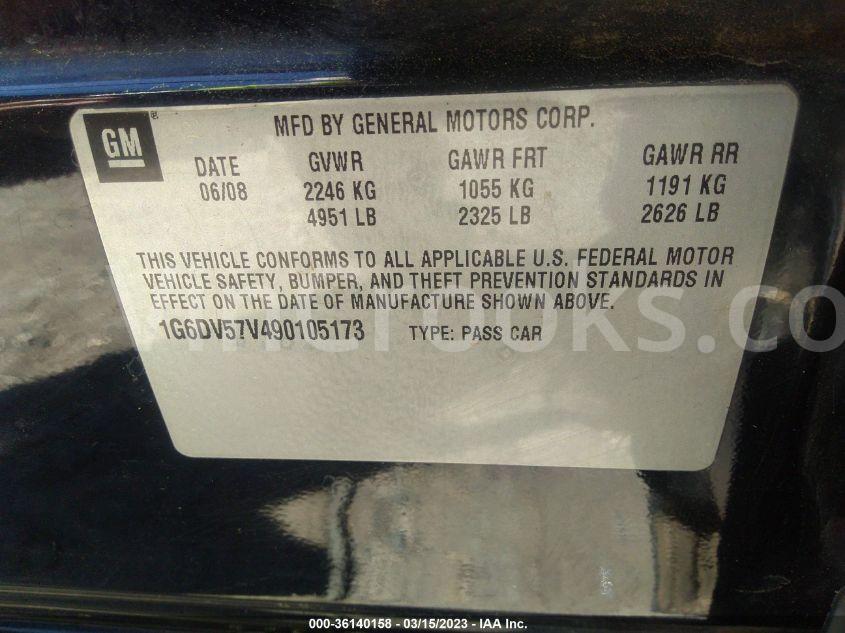 GM
®
MFD BY GENERAL MOTORS CORP.
DATE GVWR GAWR FRT GAWR RR
06/08 2246 KG 1055 KG 1191 KG
4951 LB 2325 LB 2626 LB
THIS VEHICLE CONFORMS TO ALL APPLICABLE U.S. FEDERAL MOTOR
VEHICLE SAFETY, BUMPER, AND THEFT PREVENTION STANDARDS IN
EFFECT ON THE DATE OF MANUFACTURE SHOWN ABOVE.
1G6DV57V490105173 TYPE: PASS CAR
000-36140158 - 03/15/2023 - IAA Inc.